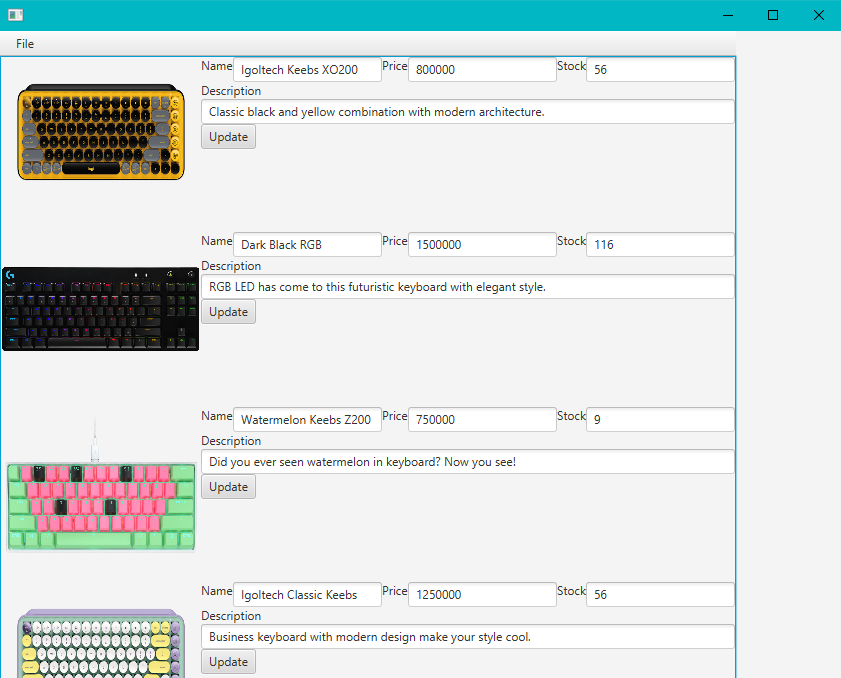 File
Name Igoltech Keebs XO200 Price 800000 Stock 56
Description
Classic black and yellow combination with modern architecture.
Update
Name Dark Black RGB Price 1500000 Stock 116
Description
RGB LED has come to this futuristic keyboard with elegant style.
Update
Name Watermelon Keebs Z200 Price 750000 Stock 9
Description
Did you ever seen watermelon in keyboard? Now you see!
Update
Name Igoltech Classic Keebs Price 1250000 Stock 56
Description
Business keyboard with modern design make your style cool.
Update